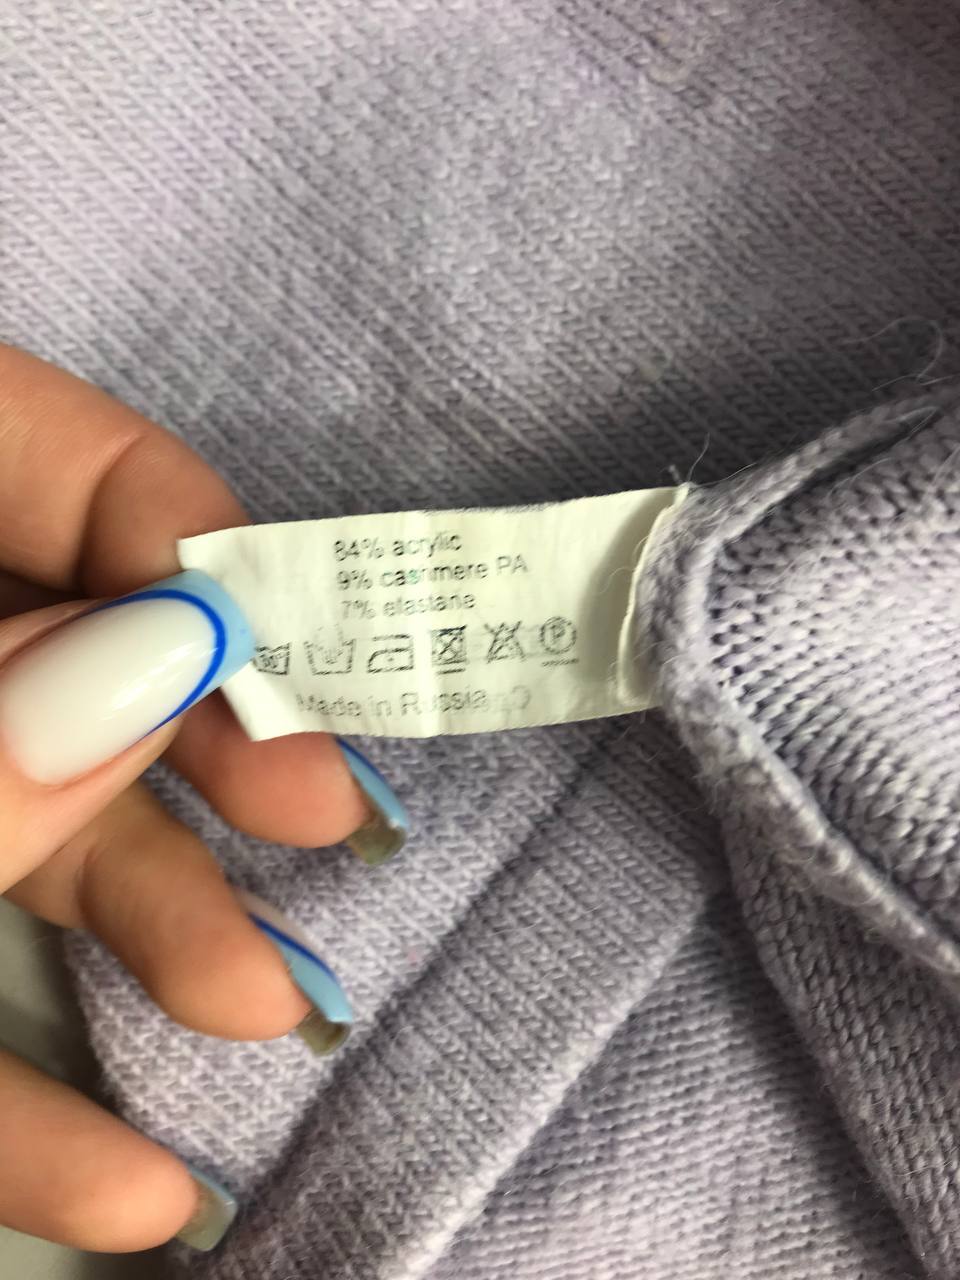 84% acrylic
9% cashmere PA
7% elastane
P
Made in Russia